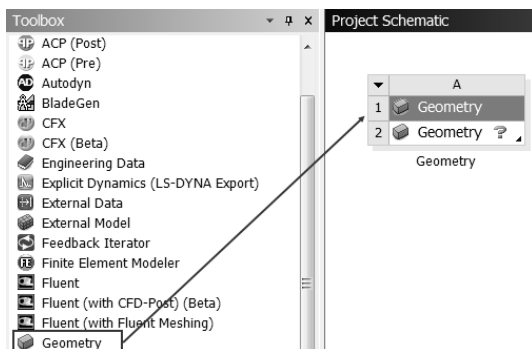 Toolbox
ACP (Post)
ACP (Pre)
Autodyn
BladeGen
CFX
CFX (Beta)
Engineering Data
Explicit Dynamics (LS-DYNA Export)
External Data
External Model
Feedback Iterator
Finite Element Modeler
Fluent
Fluent (with CFD-Post) (Beta)
Fluent (with Fluent Meshing)
Geometry
Project Schematic
A
1 Geometry
2 Geometry ?
Geometry